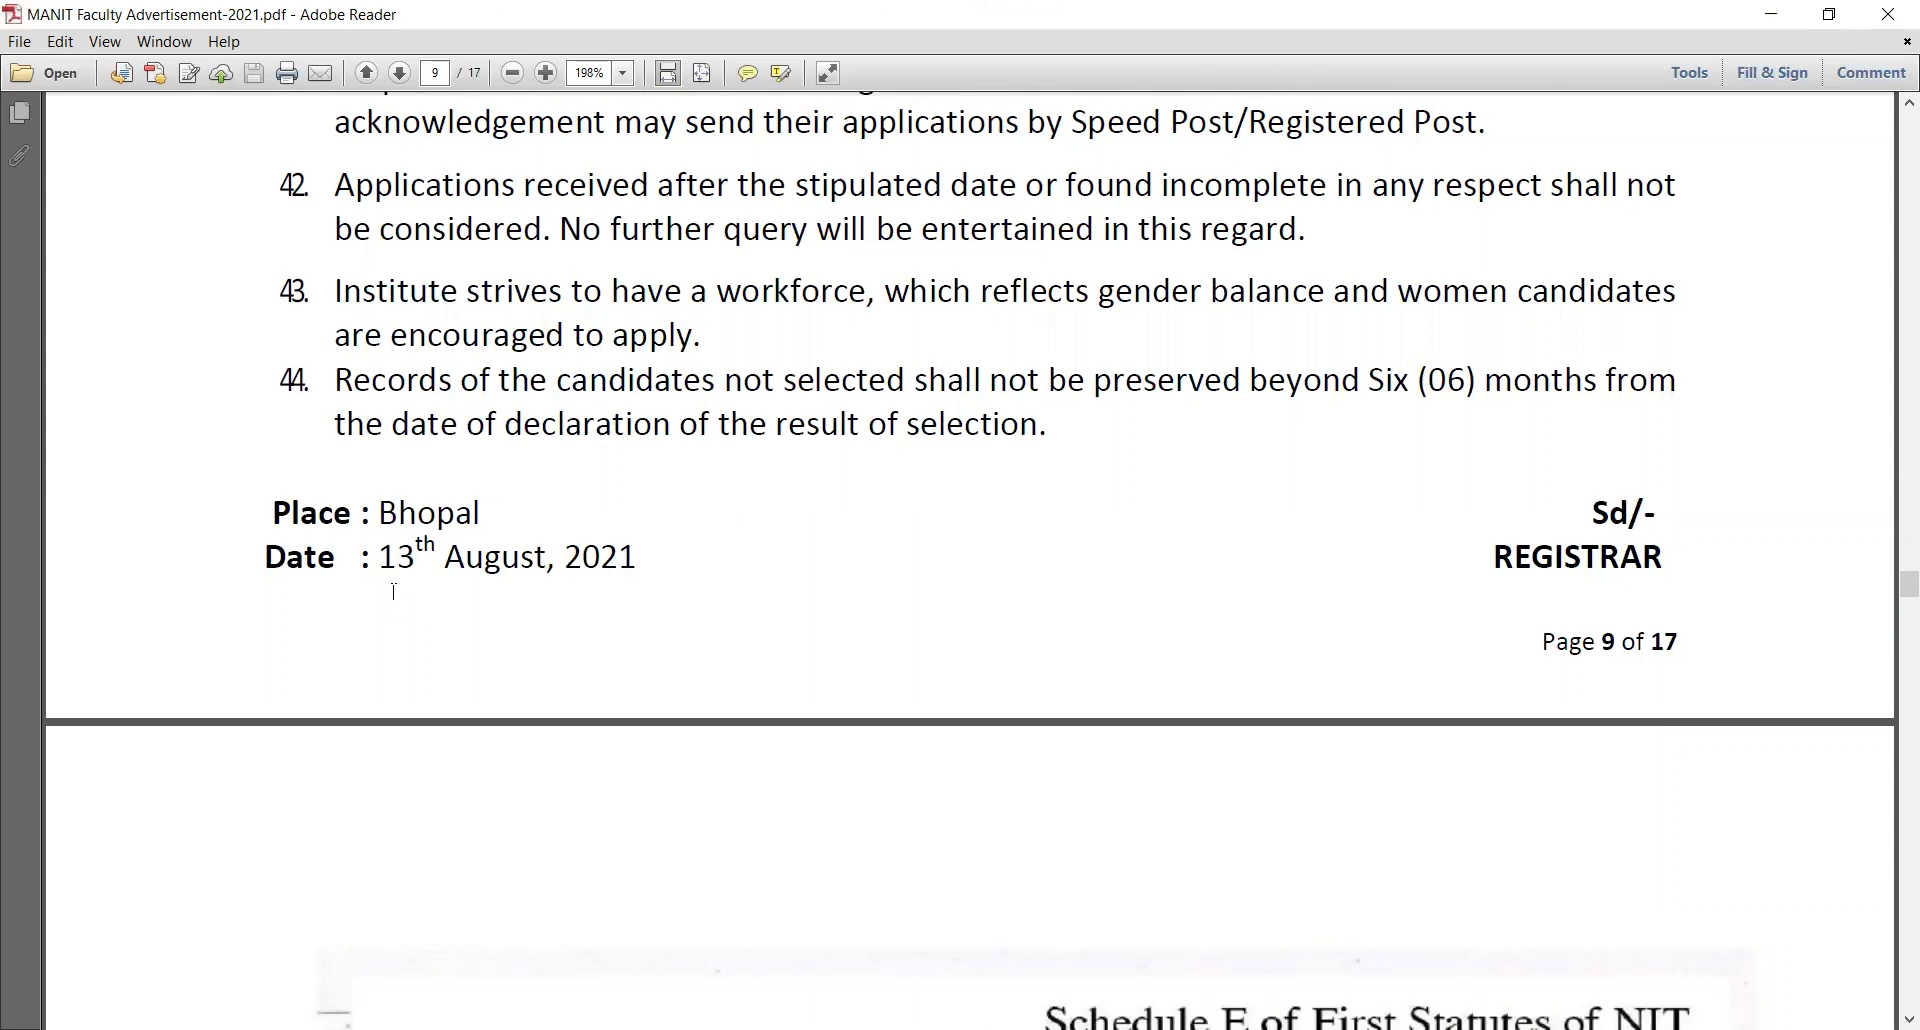 MANIT Faculty Advertisement-2021.pdf - Adobe Reader
File Edit View Window Help
Open 9 / 17 198% Tools Fill & Sign Comment
acknowledgement may send their applications by Speed Post/Registered Post.
42. Applications received after the stipulated date or found incomplete in any respect shall not
be considered. No further query will be entertained in this regard.
43. Institute strives to have a workforce, which reflects gender balance and women candidates
are encouraged to apply.
44. Records of the candidates not selected shall not be preserved beyond Six (06) months from
the date of declaration of the result of selection.
Place : Bhopal Sd/-
Date : 13th August, 2021 REGISTRAR
Page 9 of 17
Schedule E of First Statutes of NIT